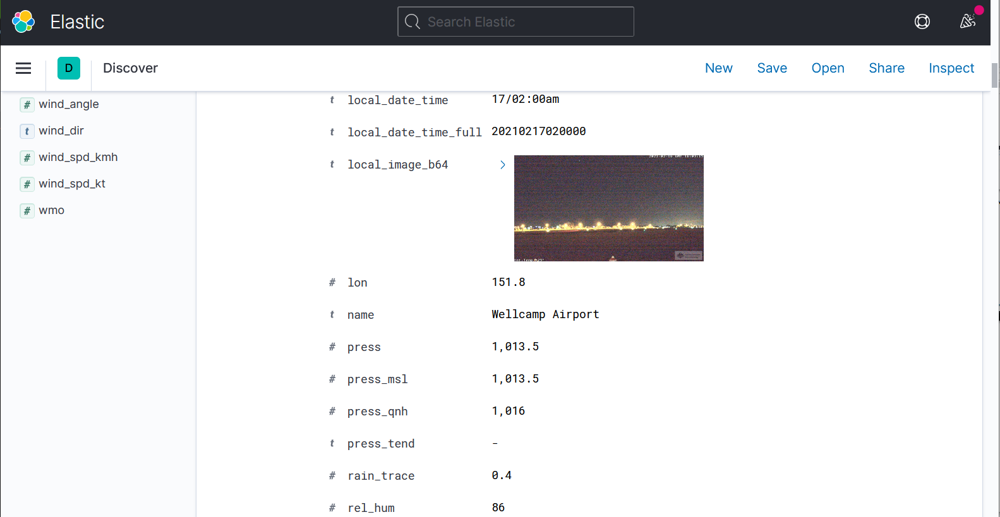 Elastic
Search Elastic
D
Discover
New
Save
Open
Share
Inspect
# wind_angle
t wind_dir
# wind_spd_kmh
# wind_spd_kt
# wmo
t local_date_time 17/02:00am
t local_date_time_full 20210217020000
t local_image_b64
# lon 151.8
t name Wellcamp Airport
# press 1,013.5
# press_msl 1,013.5
# press_qnh 1,016
t press_tend -
# rain_trace 0.4
# rel_hum 86